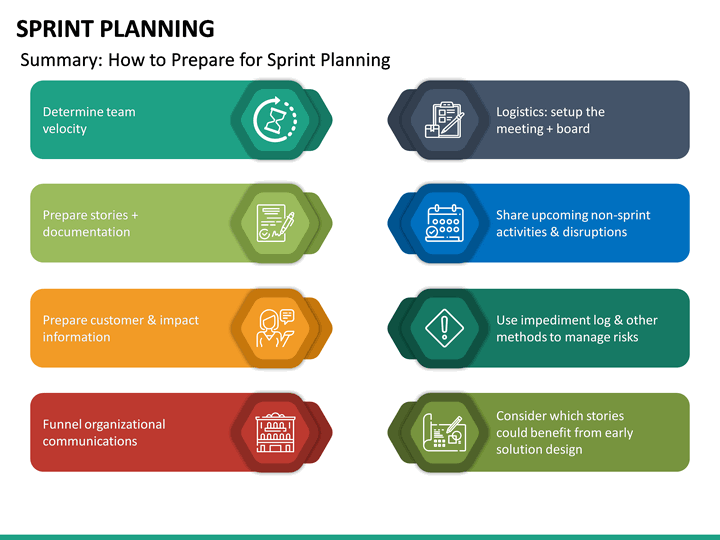 SPRINT PLANNING
Summary: How to Prepare for Sprint Planning
Determine team
velocity
Logistics: setup the
meeting + board
Prepare stories +
documentation
Share upcoming non-sprint
activities & disruptions
Prepare customer & impact
information
Use impediment log & other
methods to manage risks
Funnel organizational
communications
Consider which stories
could benefit from early
solution design